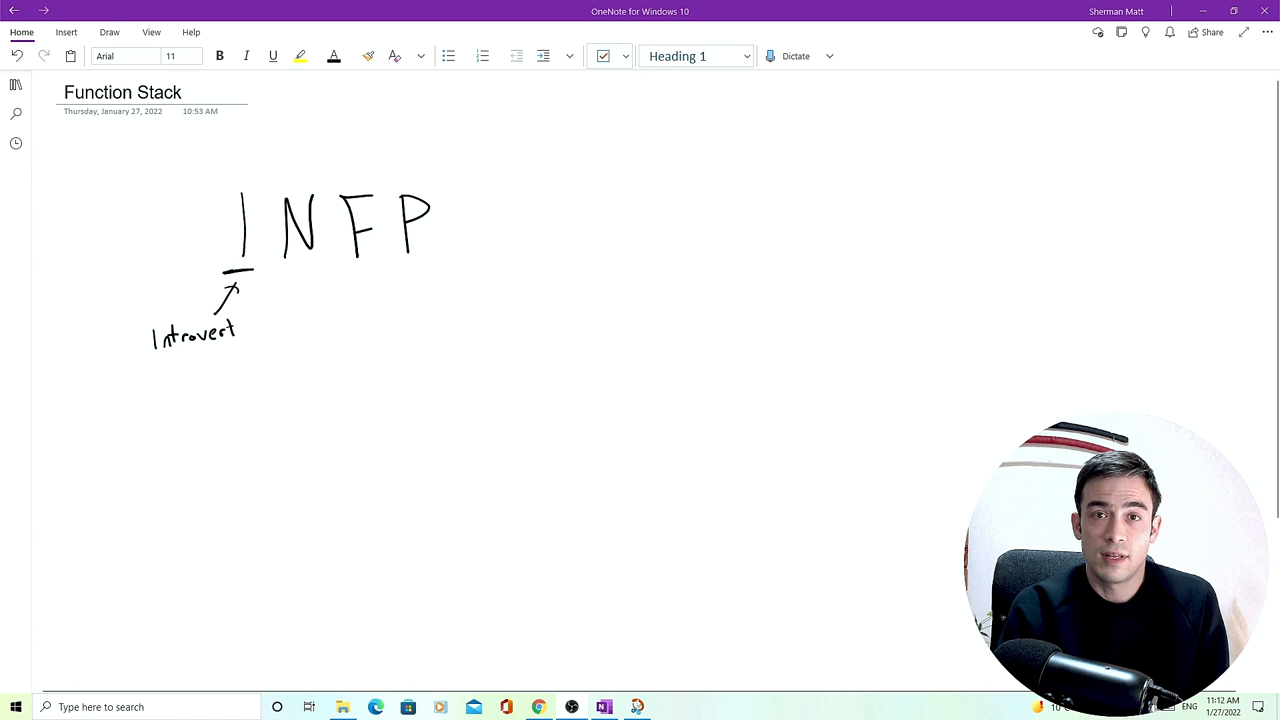 OneNote for Windows 10
Sherman Matt
Home Insert Draw View Help
Share
Arial 11 B I U A Heading 1 Dictate
Function Stack
Thursday, January 27, 2022 10:53 AM
I N F P
Introvert
Type here to search
ENG
11:12 AM
1/27/2022